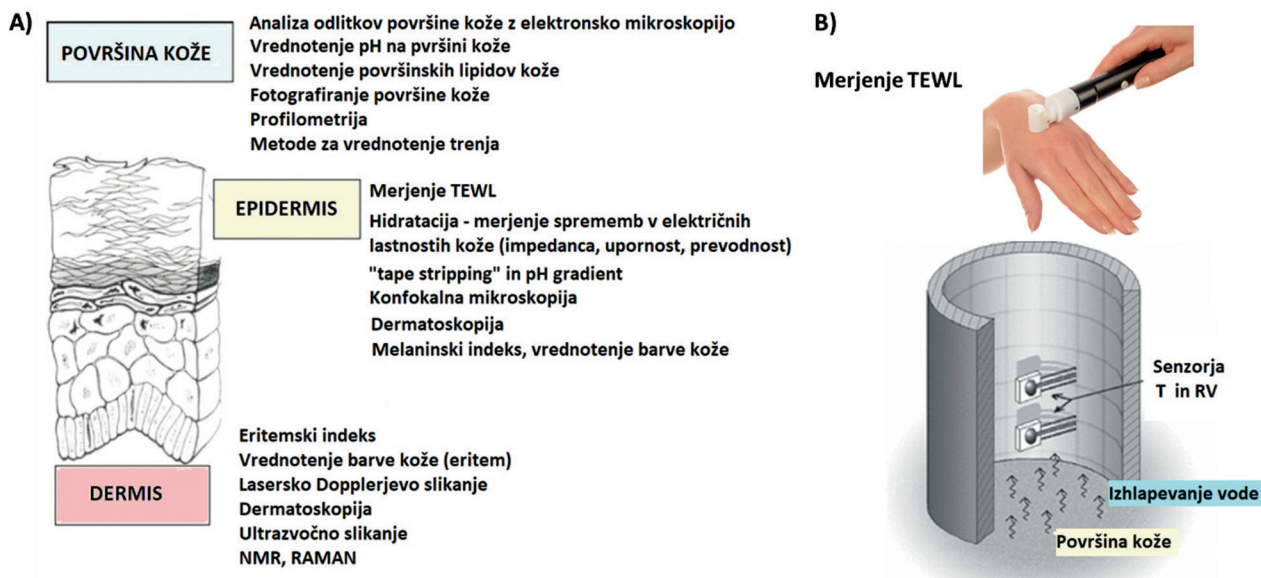 A)
POVRŠINA KOŽE
Analiza odlitkov površine kože z elektronsko mikroskopijo
Vrednotenje pH na pvršini kože
Vrednotenje površinskih lipidov kože
Fotografiranje površine kože
Profilometrija
Metode za vrednotenje trenja
EPIDERMIS
Merjenje TEWL
Hidratacija - merjenje sprememb v električnih
lastnostih kože (impedanca, upornost, prevodnost)
"tape stripping" in pH gradient
Konfokalna mikroskopija
Dermatoskopija
Melaninski indeks, vrednotenje barve kože
DERMIS
Eritemski indeks
Vrednotenje barve kože (eritem)
Lasersko Dopplerjevo slikanje
Dermatoskopija
Ultrazvočno slikanje
NMR, RAMAN
B)
Merjenje TEWL
Senzorja
T in RV
Izhlapevanje vode
Površina kože